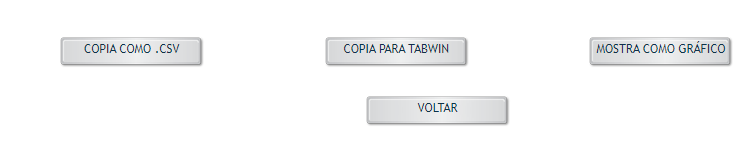 COPIA COMO .CSV
COPIA PARA TABWIN
MOSTRA COMO GRÁFICO
VOLTAR